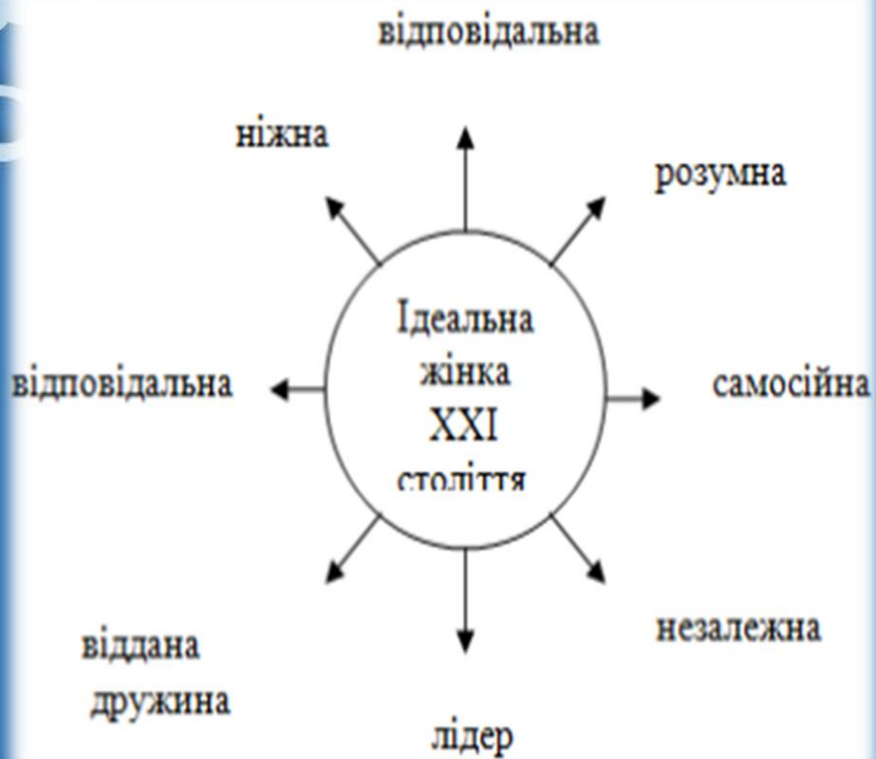 відповідальна
ніжна
розумна
Ідеальна
жінка
XXI
століття
відповідальна
самосійна
віддана
дружина
незалежна
лідер